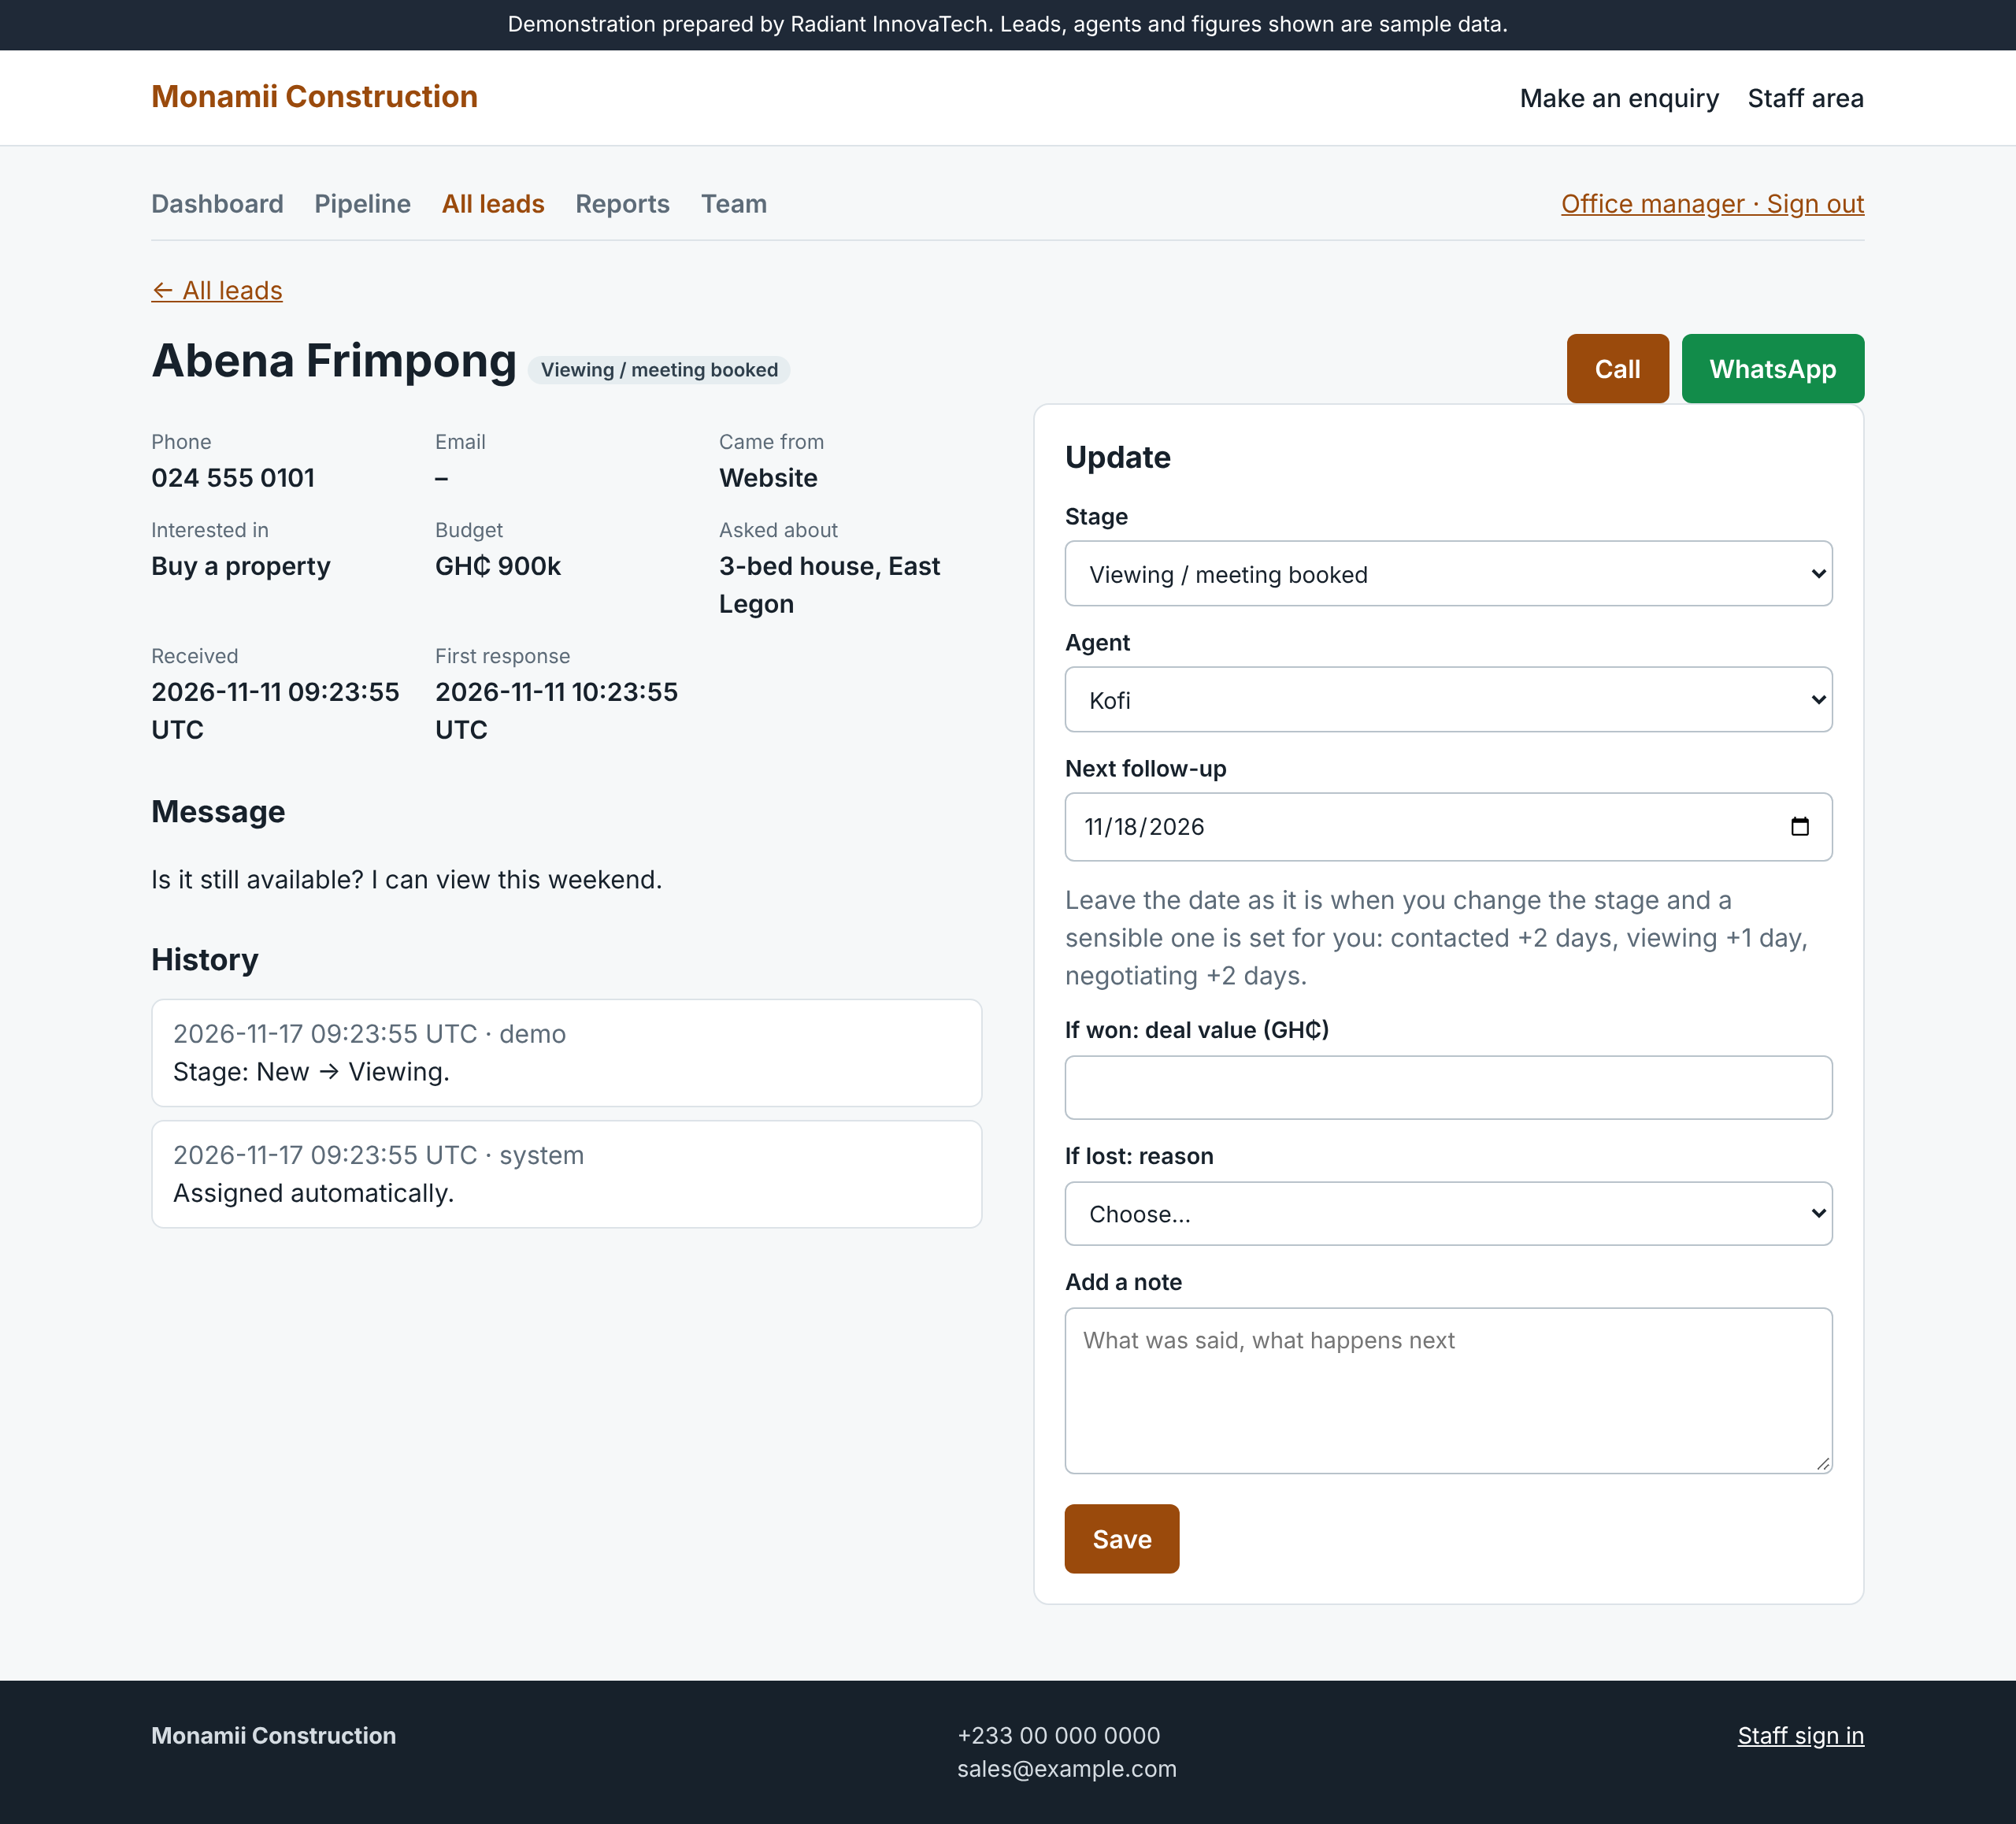 Demonstration prepared by Radiant InnovaTech. Leads, agents and figures shown are sample data.
Monamii Construction
Make an enquiry
Staff area
Dashboard
Pipeline
All leads
Reports
Team
Office manager · Sign out
← All leads
Abena Frimpong
Viewing / meeting booked
Call
WhatsApp
Phone
024 555 0101
Email
–
Came from
Website
Interested in
Buy a property
Budget
GH₵ 900k
Asked about
3-bed house, East
Legon
Received
2026-11-11 09:23:55
UTC
First response
2026-11-11 10:23:55
UTC
Message
Is it still available? I can view this weekend.
History
2026-11-17 09:23:55 UTC · demo
Stage: New → Viewing.
2026-11-17 09:23:55 UTC · system
Assigned automatically.
Update
Stage
Viewing / meeting booked
Agent
Kofi
Next follow-up
11/18/2026
Leave the date as it is when you change the stage and a
sensible one is set for you: contacted +2 days, viewing +1 day,
negotiating +2 days.
If won: deal value (GH₵)
If lost: reason
Choose...
Add a note
What was said, what happens next
Save
Monamii Construction
+233 00 000 0000
sales@example.com
Staff sign in